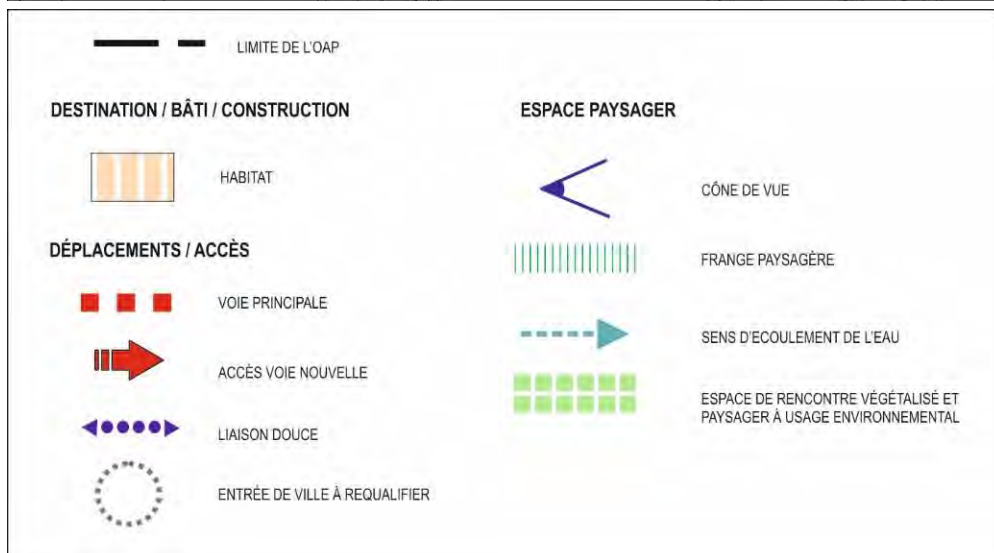 LIMITE DE L'OAP
DESTINATION / BÂTI / CONSTRUCTION
HABITAT
DÉPLACEMENTS / ACCÈS
VOIE PRINCIPALE
ACCÈS VOIE NOUVELLE
LIAISON DOUCE
ENTRÉE DE VILLE À REQUALIFIER
ESPACE PAYSAGER
CÔNE DE VUE
FRANGE PAYSAGÈRE
SENS D'ECOULEMENT DE L'EAU
ESPACE DE RENCONTRE VÉGÉTALISÉ ET
PAYSAGER À USAGE ENVIRONNEMENTAL